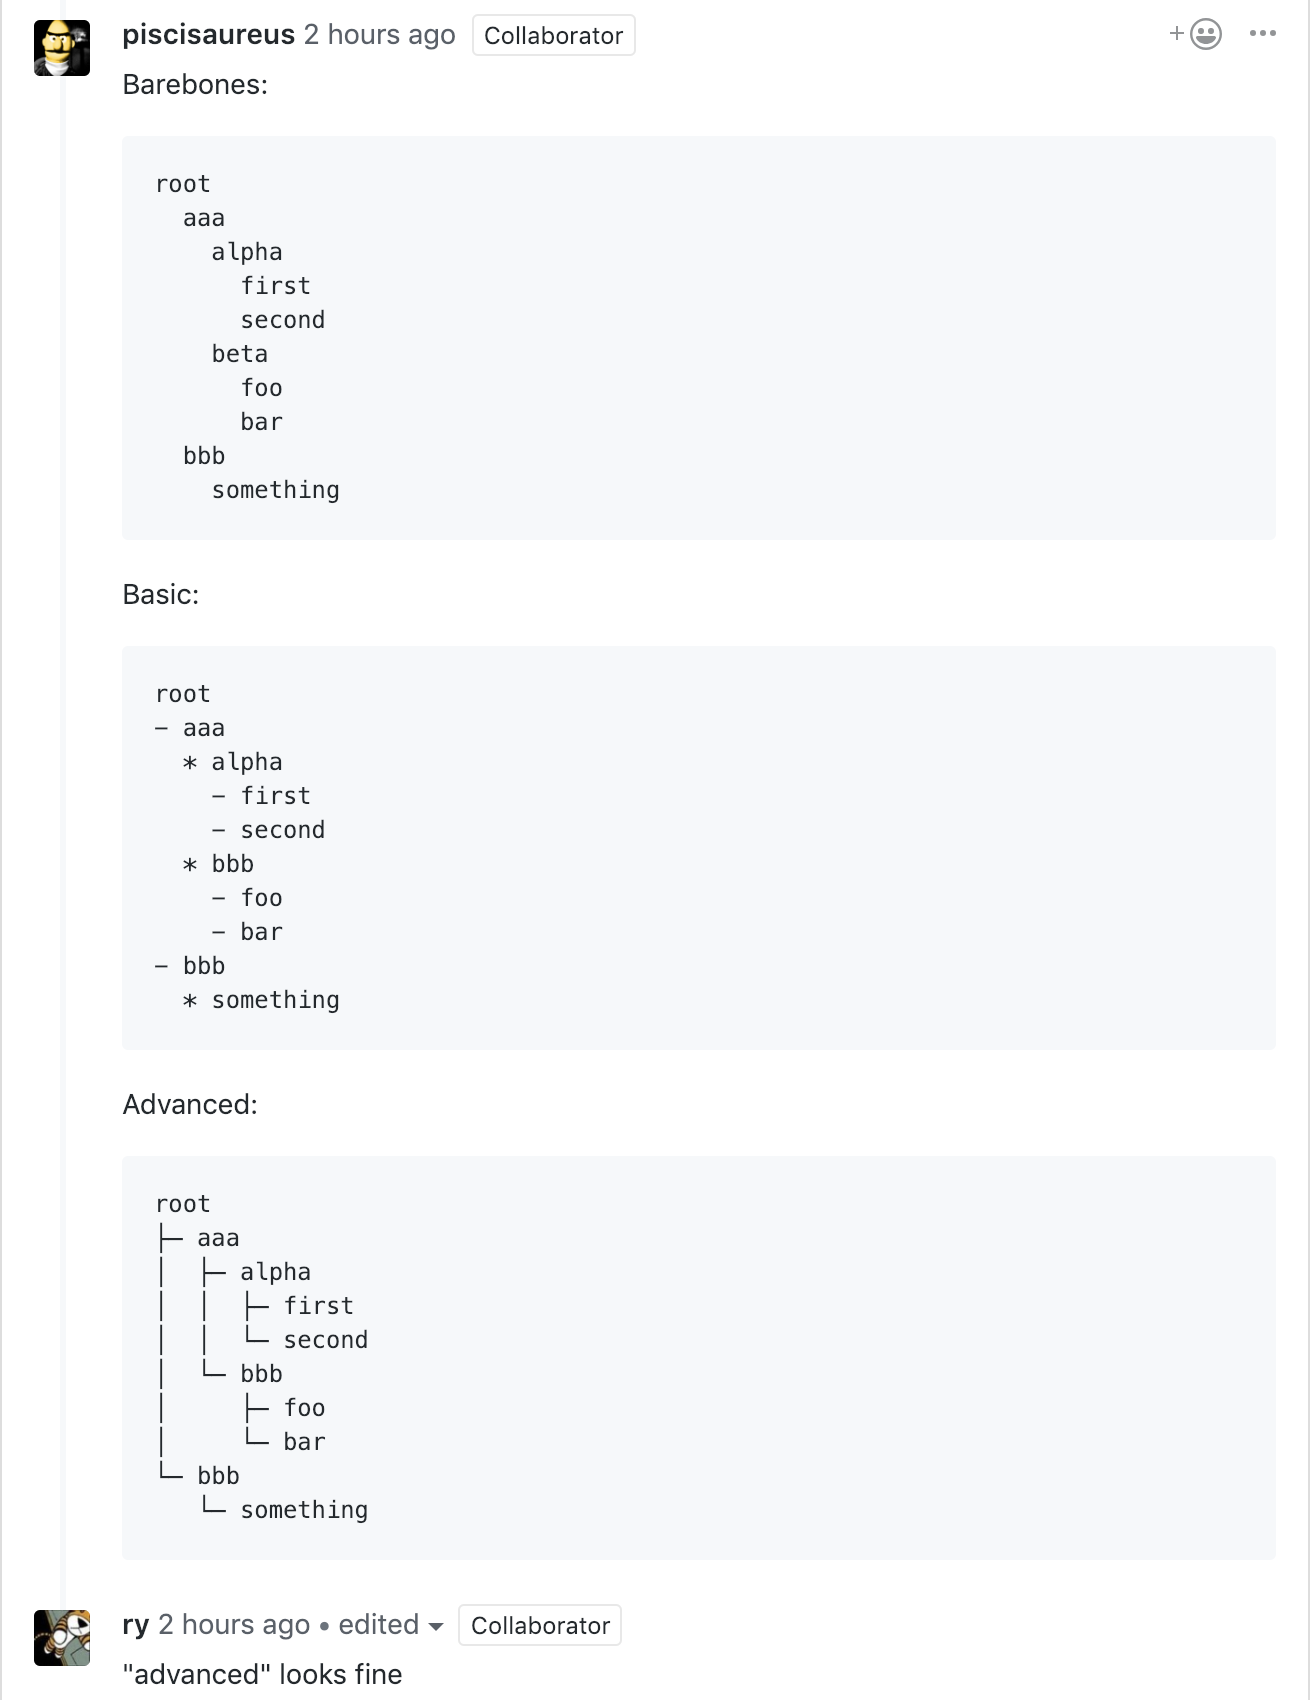 piscisaureus 2 hours ago Collaborator
Barebones:
root
  aaa
    alpha
      first
      second
    beta
      foo
      bar
  bbb
    something
Basic:
root
- aaa
  * alpha
    - first
    - second
  * bbb
    - foo
    - bar
- bbb
  * something
Advanced:
root
├─ aaa
│  ├─ alpha
│  │  ├─ first
│  │  └─ second
│  └─ bbb
│     ├─ foo
│     └─ bar
└─ bbb
   └─ something
ry 2 hours ago • edited Collaborator
"advanced" looks fine